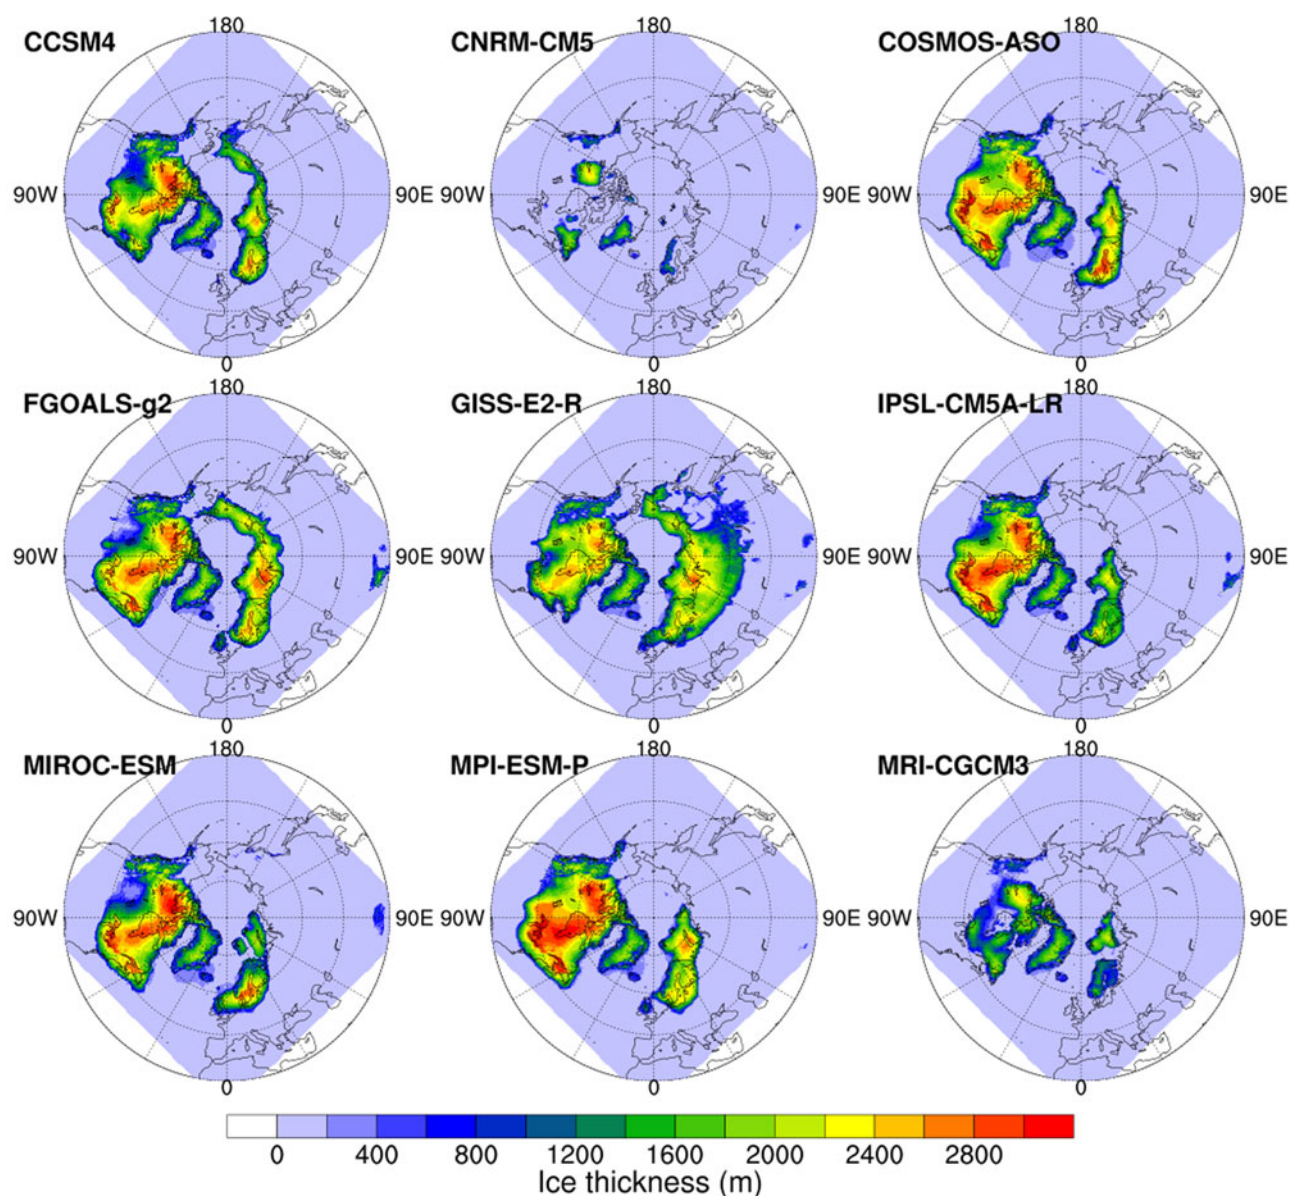 180 180 180
CCSM4 CNRM-CM5 COSMOS-ASO
90W 90E 90W 90E 90W 90E
0 0 0
180 180 180
FGOALS-g2 GISS-E2-R IPSL-CM5A-LR
90W 90E 90W 90E 90W 90E
0 0 0
180 180 180
MIROC-ESM MPI-ESM-P MRI-CGCM3
90W 90E 90W 90E 90W 90E
0 0 0
0 400 800 1200 1600 2000 2400 2800
Ice thickness (m)